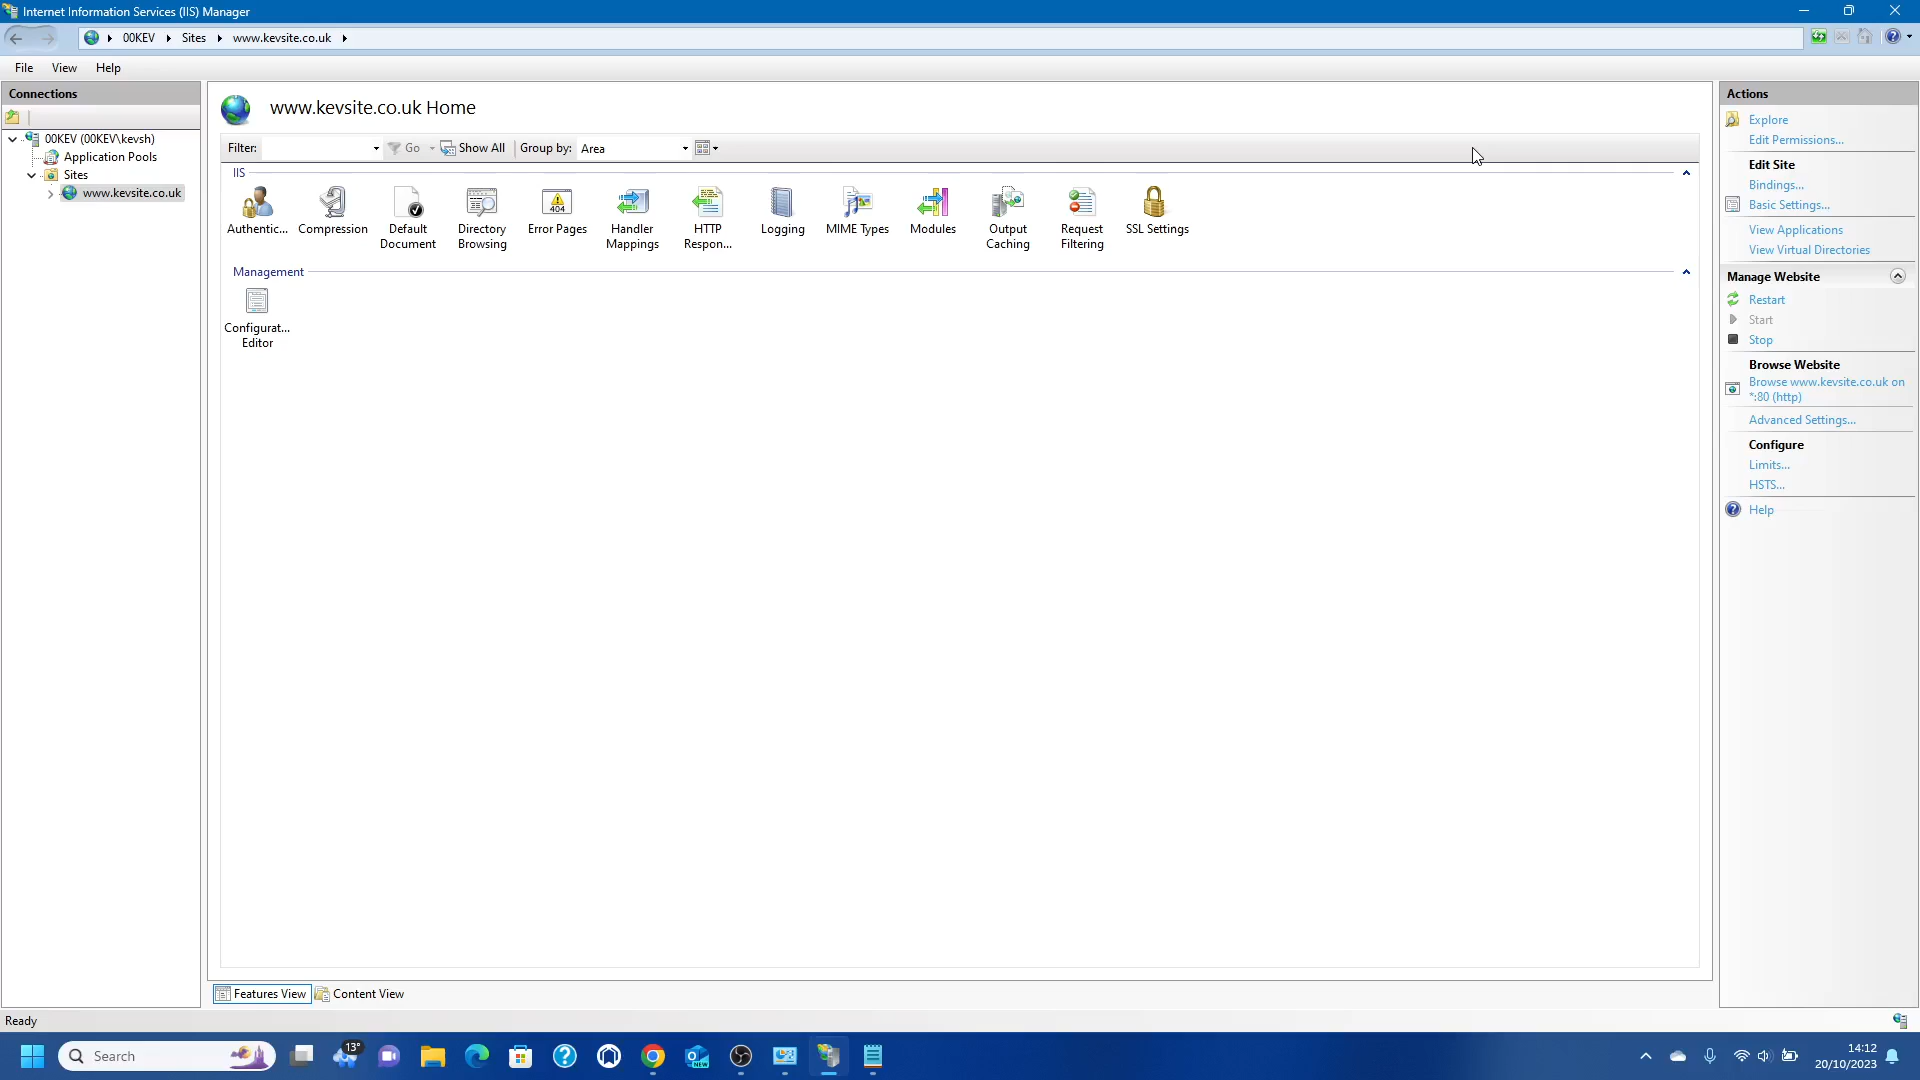 Internet Information Services (IIS) Manager
00KEV
Sites
www.kevsite.co.uk
File
View
Help
Connections
00KEV (00KEV\kevsh)
Application Pools
Sites
www.kevsite.co.uk
www.kevsite.co.uk Home
Filter:
Go
Show All
Group by:
Area
IIS
Authentic...
Compression
Default
Document
Directory
Browsing
404
Error Pages
Handler
Mappings
HTTP
Respon...
Logging
MIME Types
Modules
Output
Caching
Request
Filtering
SSL Settings
Management
Configurat...
Editor
Features View
Content View
Actions
Explore
Edit Permissions...
Edit Site
Bindings...
Basic Settings...
View Applications
View Virtual Directories
Manage Website
Restart
Start
Stop
Browse Website
Browse www.kevsite.co.uk on
*:80 (http)
Advanced Settings...
Configure
Limits...
HSTS...
Help
Ready
Search
13°
NEW
14:12
20/10/2023